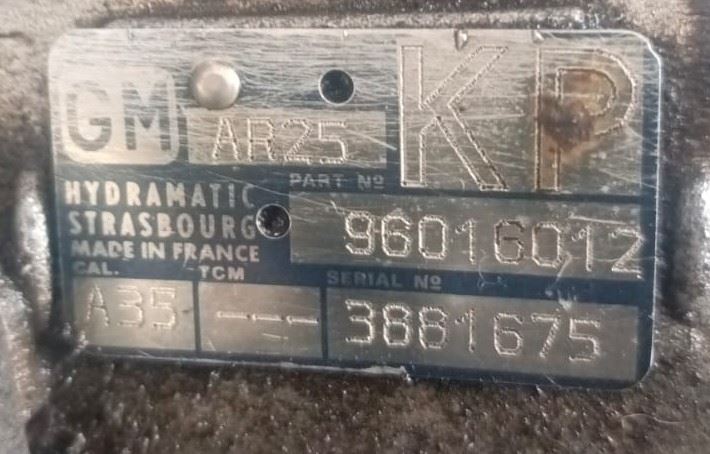 GM
AR25
KP
HYDRAMATIC
STRASBOURG
MADE IN FRANCE
PART Nº
96016012
CAL. TCM
SERIAL Nº
A35 --- 3881675